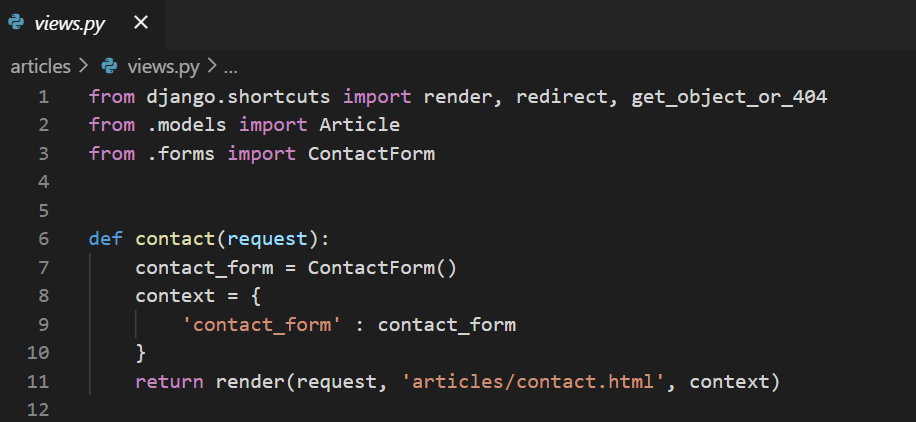 views.py ×
articles > views.py > ...
1 from django.shortcuts import render, redirect, get_object_or_404
2 from .models import Article
3 from .forms import ContactForm
4
5
6 def contact(request):
7     contact_form = ContactForm()
8     context = {
9         'contact_form' : contact_form
10     }
11     return render(request, 'articles/contact.html', context)
12